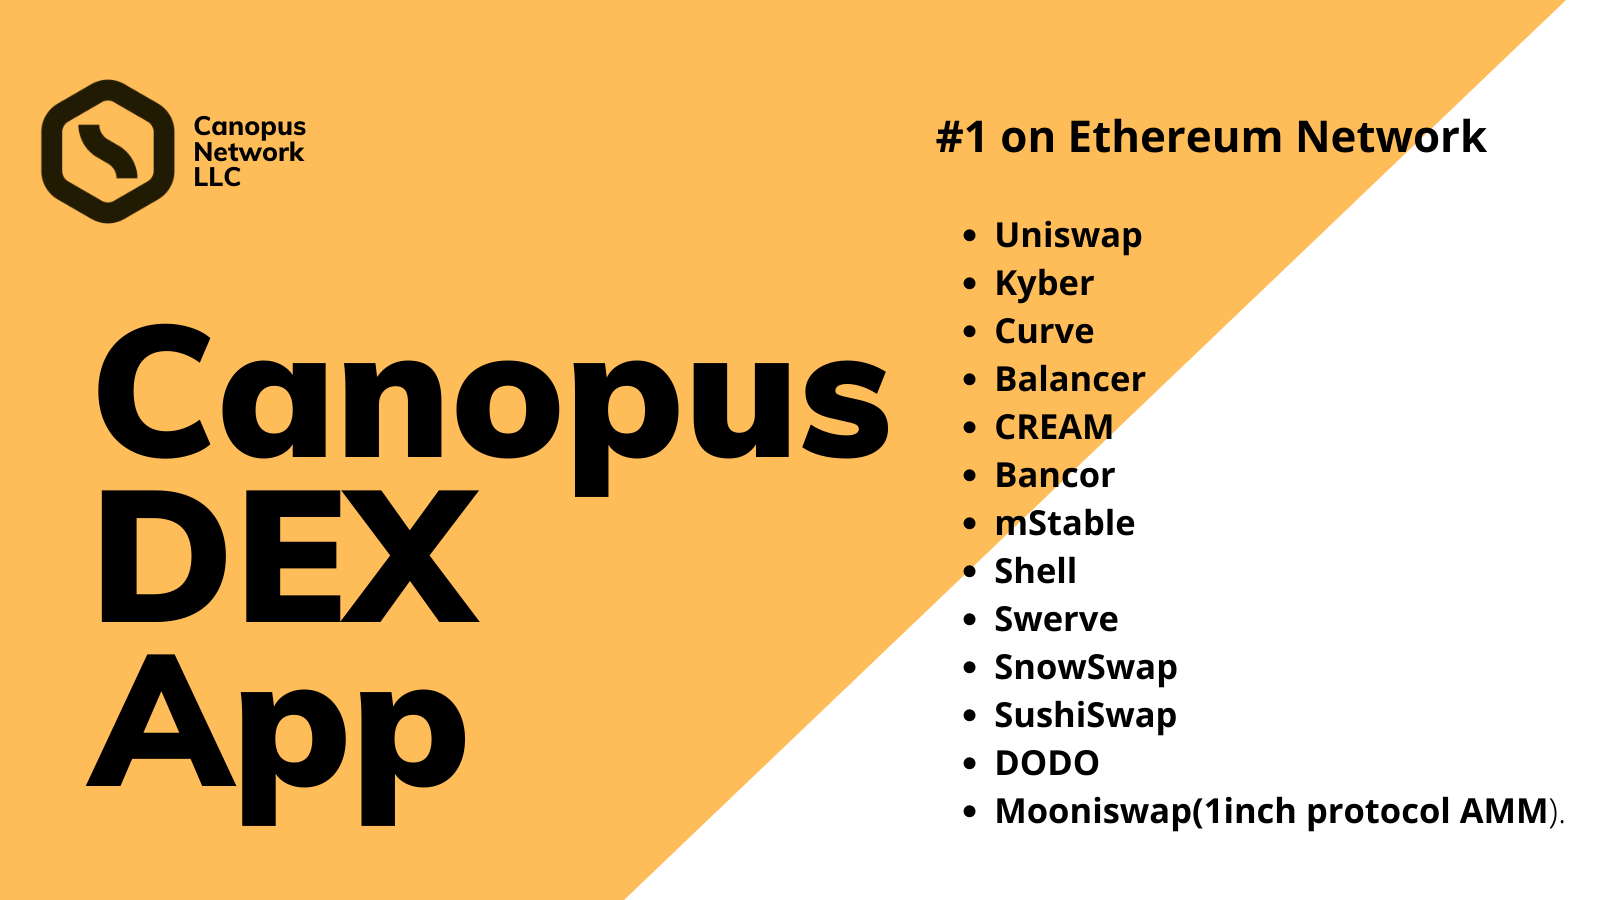 Canopus
Network
LLC
Canopus
DEX
App
#1 on Ethereum Network
• Uniswap
• Kyber
• Curve
• Balancer
• CREAM
• Bancor
• mStable
• Shell
• Swerve
• SnowSwap
• SushiSwap
• DODO
• Mooniswap(1inch protocol AMM).